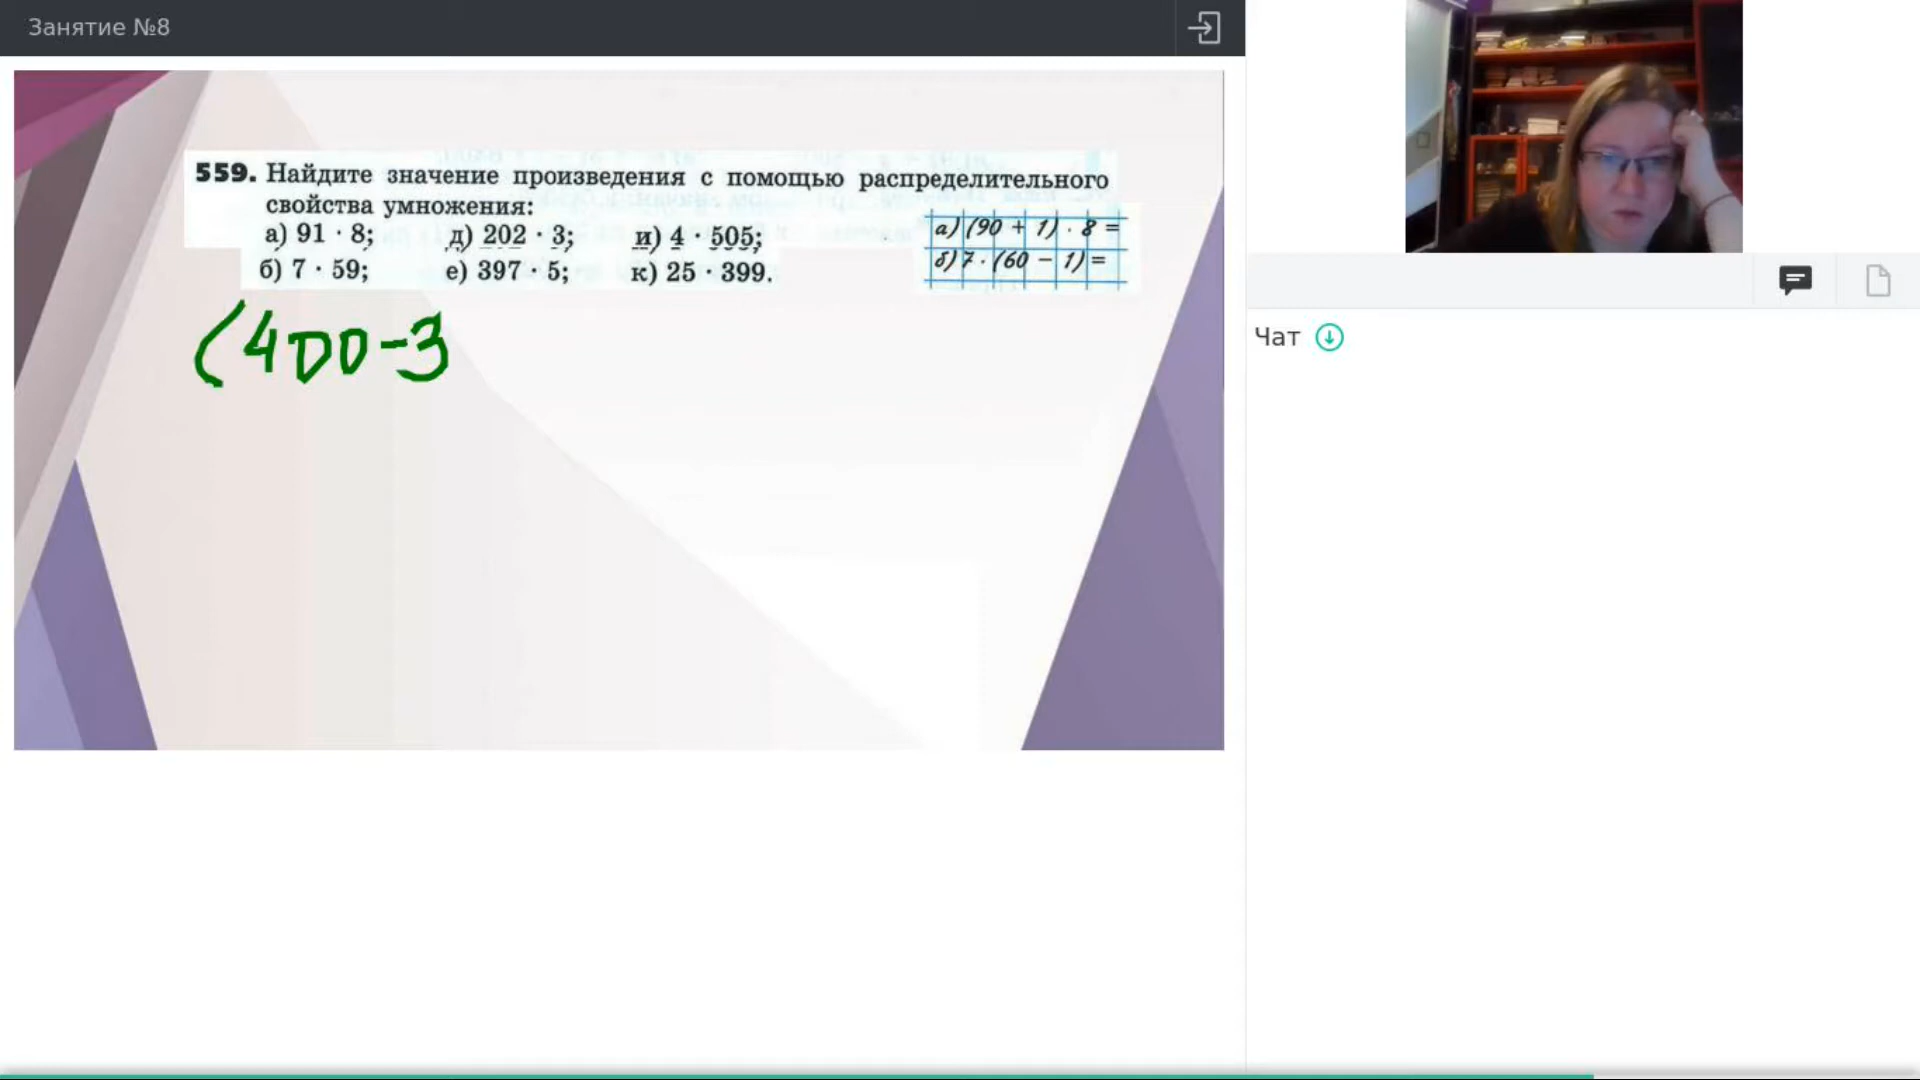 Занятие №8
559. Найдите значение произведения с помощью распределительного
свойства умножения:
а) 91 · 8; д) 202 · 3; и) 4 · 505;
б) 7 · 59; е) 397 · 5; к) 25 · 399.
а) (90 + 1) · 8 =
б) 7 · (60 − 1) =
(400-3
Чат